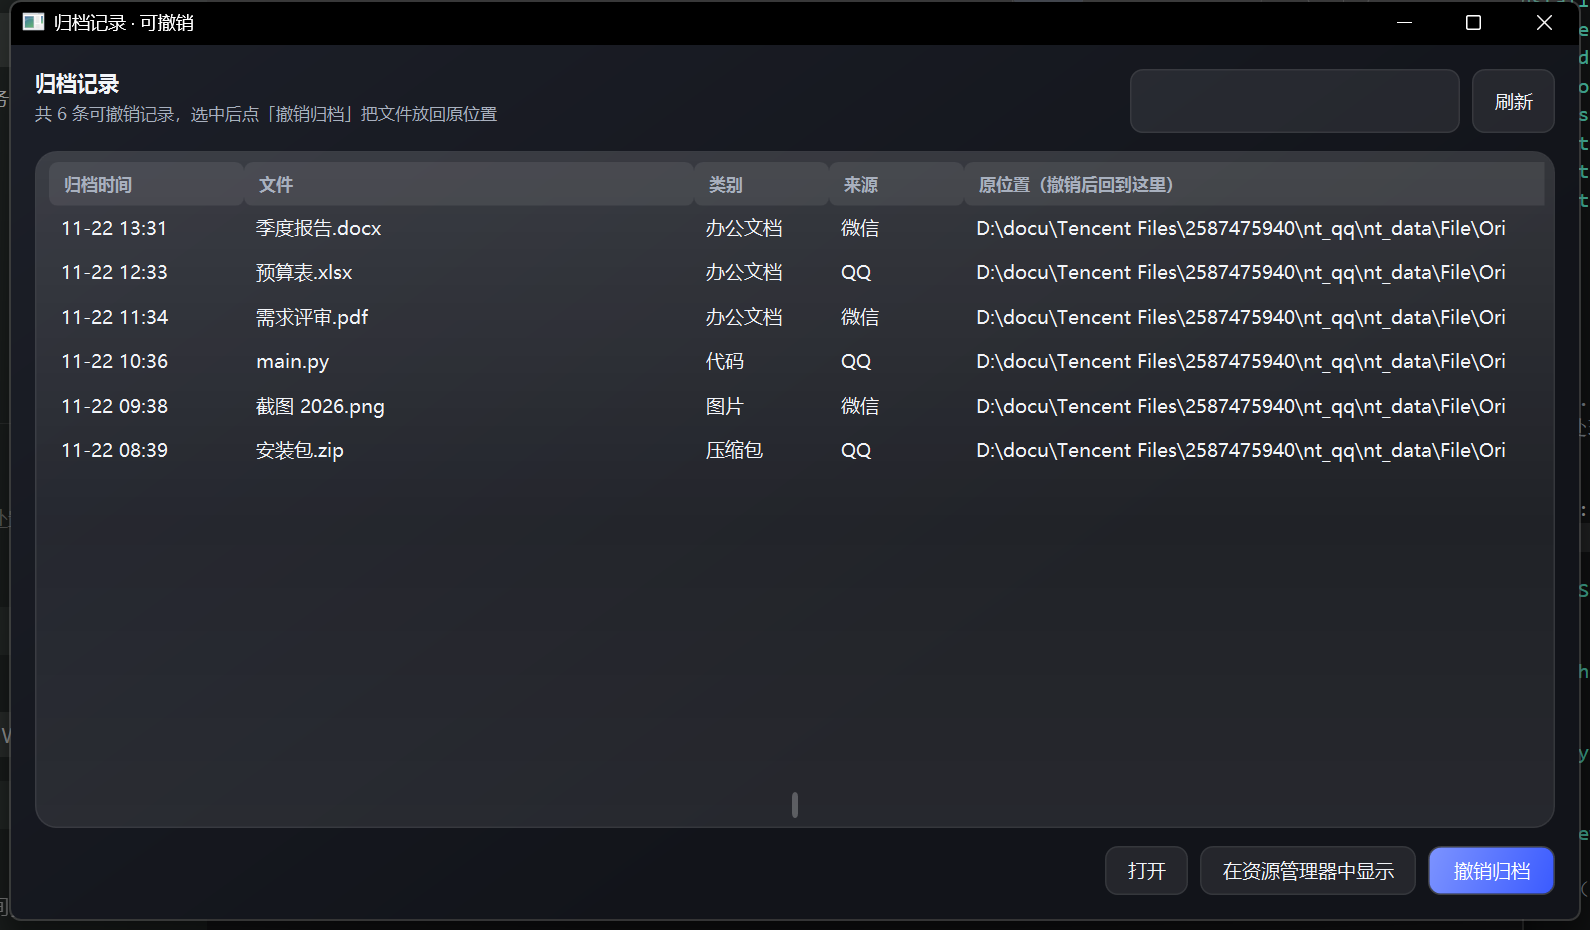 归档记录 · 可撤销
归档记录
共 6 条可撤销记录，选中后点「撤销归档」把文件放回原位置
刷新
归档时间 文件 类别 来源 原位置（撤销后回到这里）
11-22 13:31 季度报告.docx 办公文档 微信 D:\docu\Tencent Files\2587475940\nt_qq\nt_data\File\Ori
11-22 12:33 预算表.xlsx 办公文档 QQ D:\docu\Tencent Files\2587475940\nt_qq\nt_data\File\Ori
11-22 11:34 需求评审.pdf 办公文档 微信 D:\docu\Tencent Files\2587475940\nt_qq\nt_data\File\Ori
11-22 10:36 main.py 代码 QQ D:\docu\Tencent Files\2587475940\nt_qq\nt_data\File\Ori
11-22 09:38 截图 2026.png 图片 微信 D:\docu\Tencent Files\2587475940\nt_qq\nt_data\File\Ori
11-22 08:39 安装包.zip 压缩包 QQ D:\docu\Tencent Files\2587475940\nt_qq\nt_data\File\Ori
打开 在资源管理器中显示 撤销归档